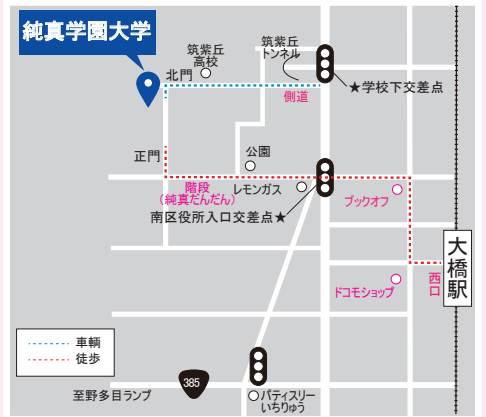 純真学園大学
筑紫丘
高校
筑紫丘
トンネル
北門
★学校下交差点
側道
正門
公園
階段
(純真だんだん)
レモンガス
ブックオフ
南区役所入口交差点★
大橋駅
西口
ドコモショップ
車輌
徒歩
385
至野多目ランプ
パティスリー
いちりゅう